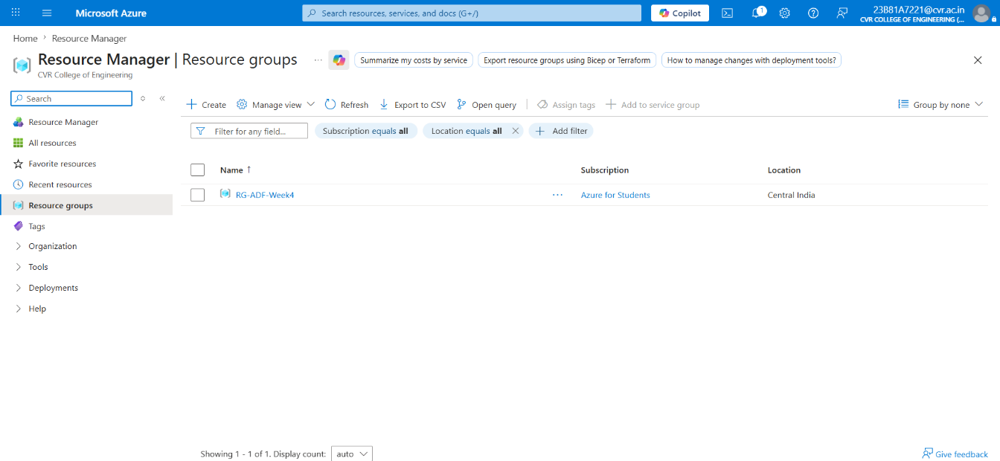 Microsoft Azure
Search resources, services, and docs (G+/)
Copilot
1
23B81A7221@cvr.ac.in
CVR COLLEGE OF ENGINEERING (...
Home > Resource Manager
Resource Manager | Resource groups
...
CVR College of Engineering
Summarize my costs by service
Export resource groups using Bicep or Terraform
How to manage changes with deployment tools?
Search
Resource Manager
All resources
Favorite resources
Recent resources
Resource groups
Tags
Organization
Tools
Deployments
Help
Create
Manage view
Refresh
Export to CSV
Open query
Assign tags
Add to service group
Group by none
Filter for any field...
Subscription equals all
Location equals all
Add filter
Name ↑ Subscription Location
RG-ADF-Week4 ... Azure for Students Central India
Showing 1 - 1 of 1. Display count: auto
Give feedback